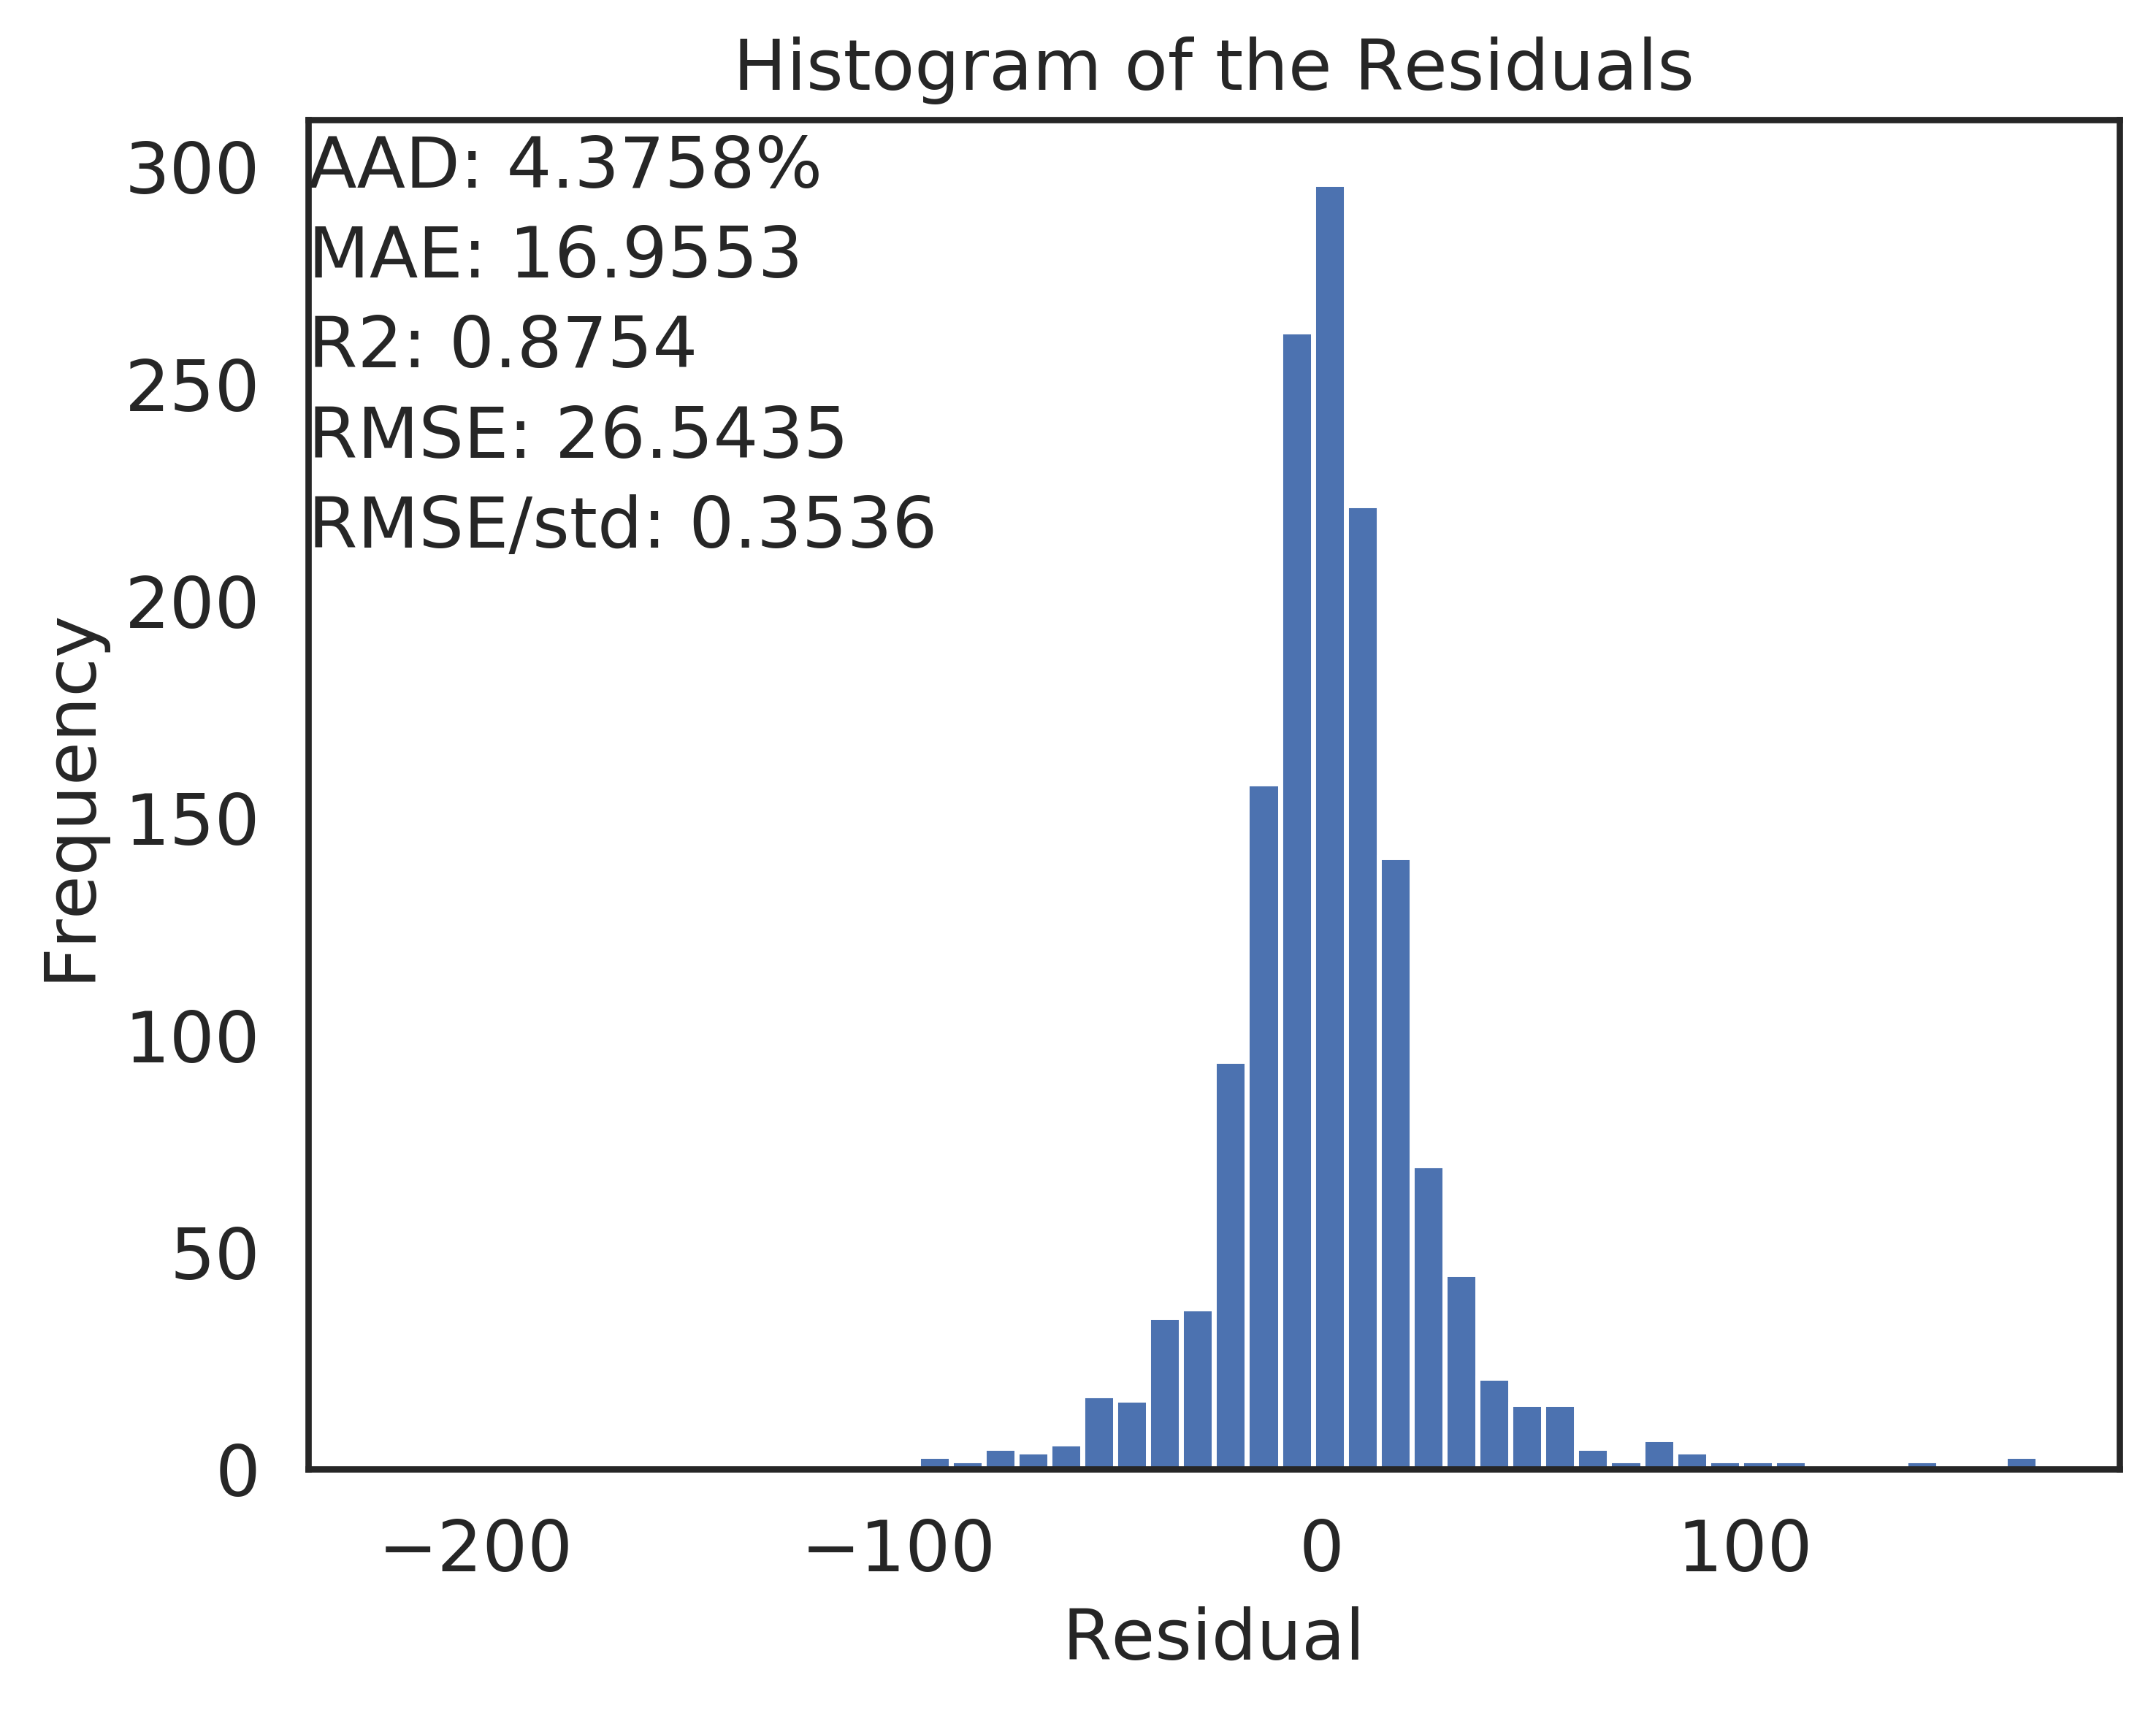 Histogram of the Residuals
AAD: 4.3758%
MAE: 16.9553
R2: 0.8754
RMSE: 26.5435
RMSE/std: 0.3536
300
250
200
150
100
50
0
Frequency
−200
−100
0
100
Residual